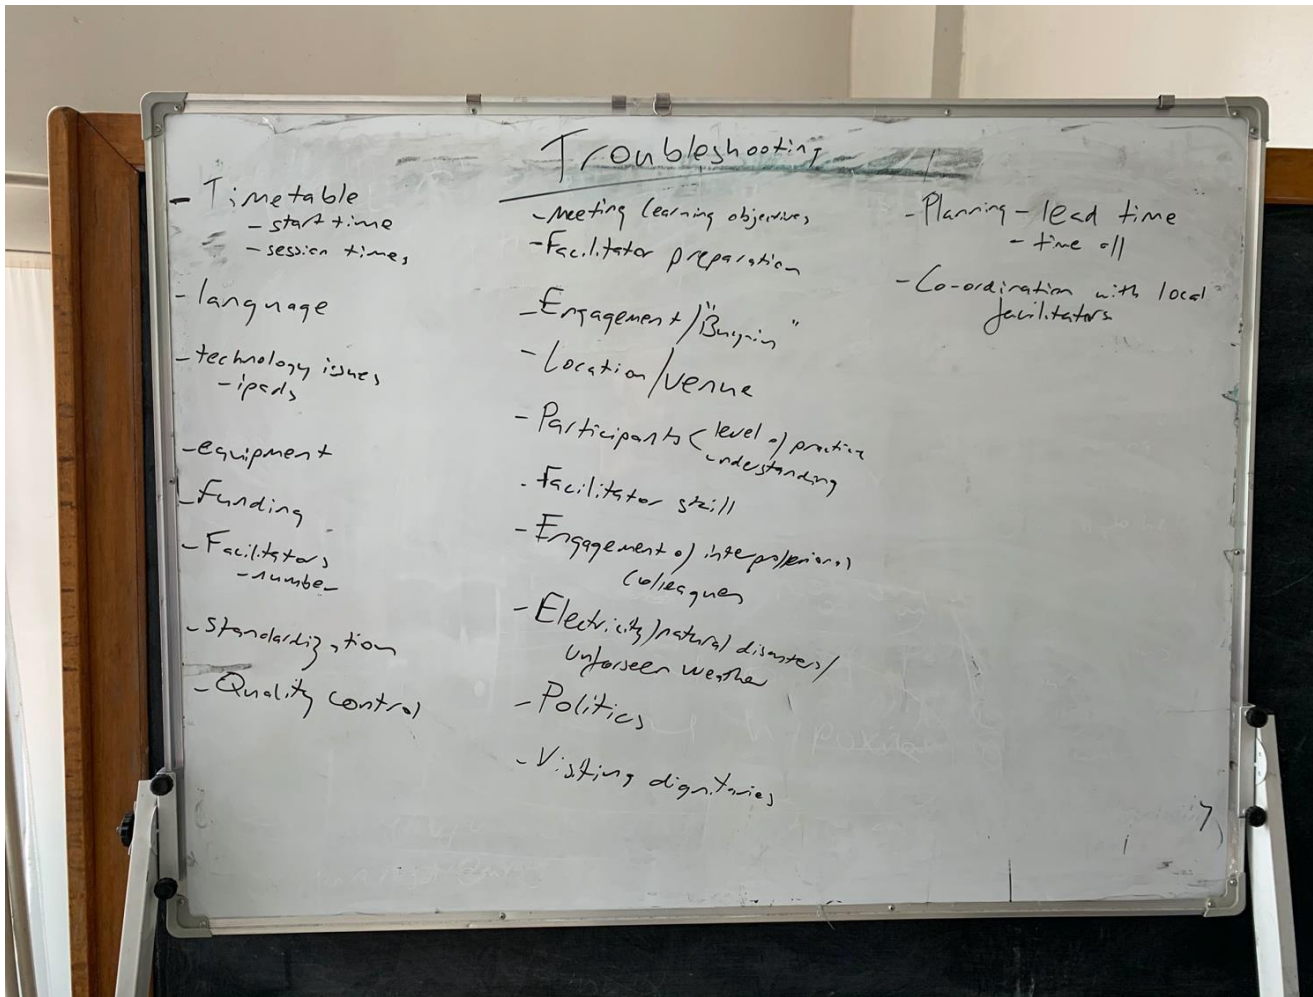 Troubleshooting
- Timetable
- start time
- session times
- language
- technology issues
- ipads
- equipment
- Funding
- Facilitators
- number
- Standardization
- Quality control
- Meeting learning objectives
- Facilitator preparation
- Engagement/"Buyin"
- Location/venue
- Participants < level of practice
understanding
- Facilitator skill
- Engagement of interprofessional
colleagues
- Electricity/natural disasters/
unforseen weather
- Politics
- Visiting dignitaries
- Planning - lead time
- time off
- Co-ordination with local
facilitators